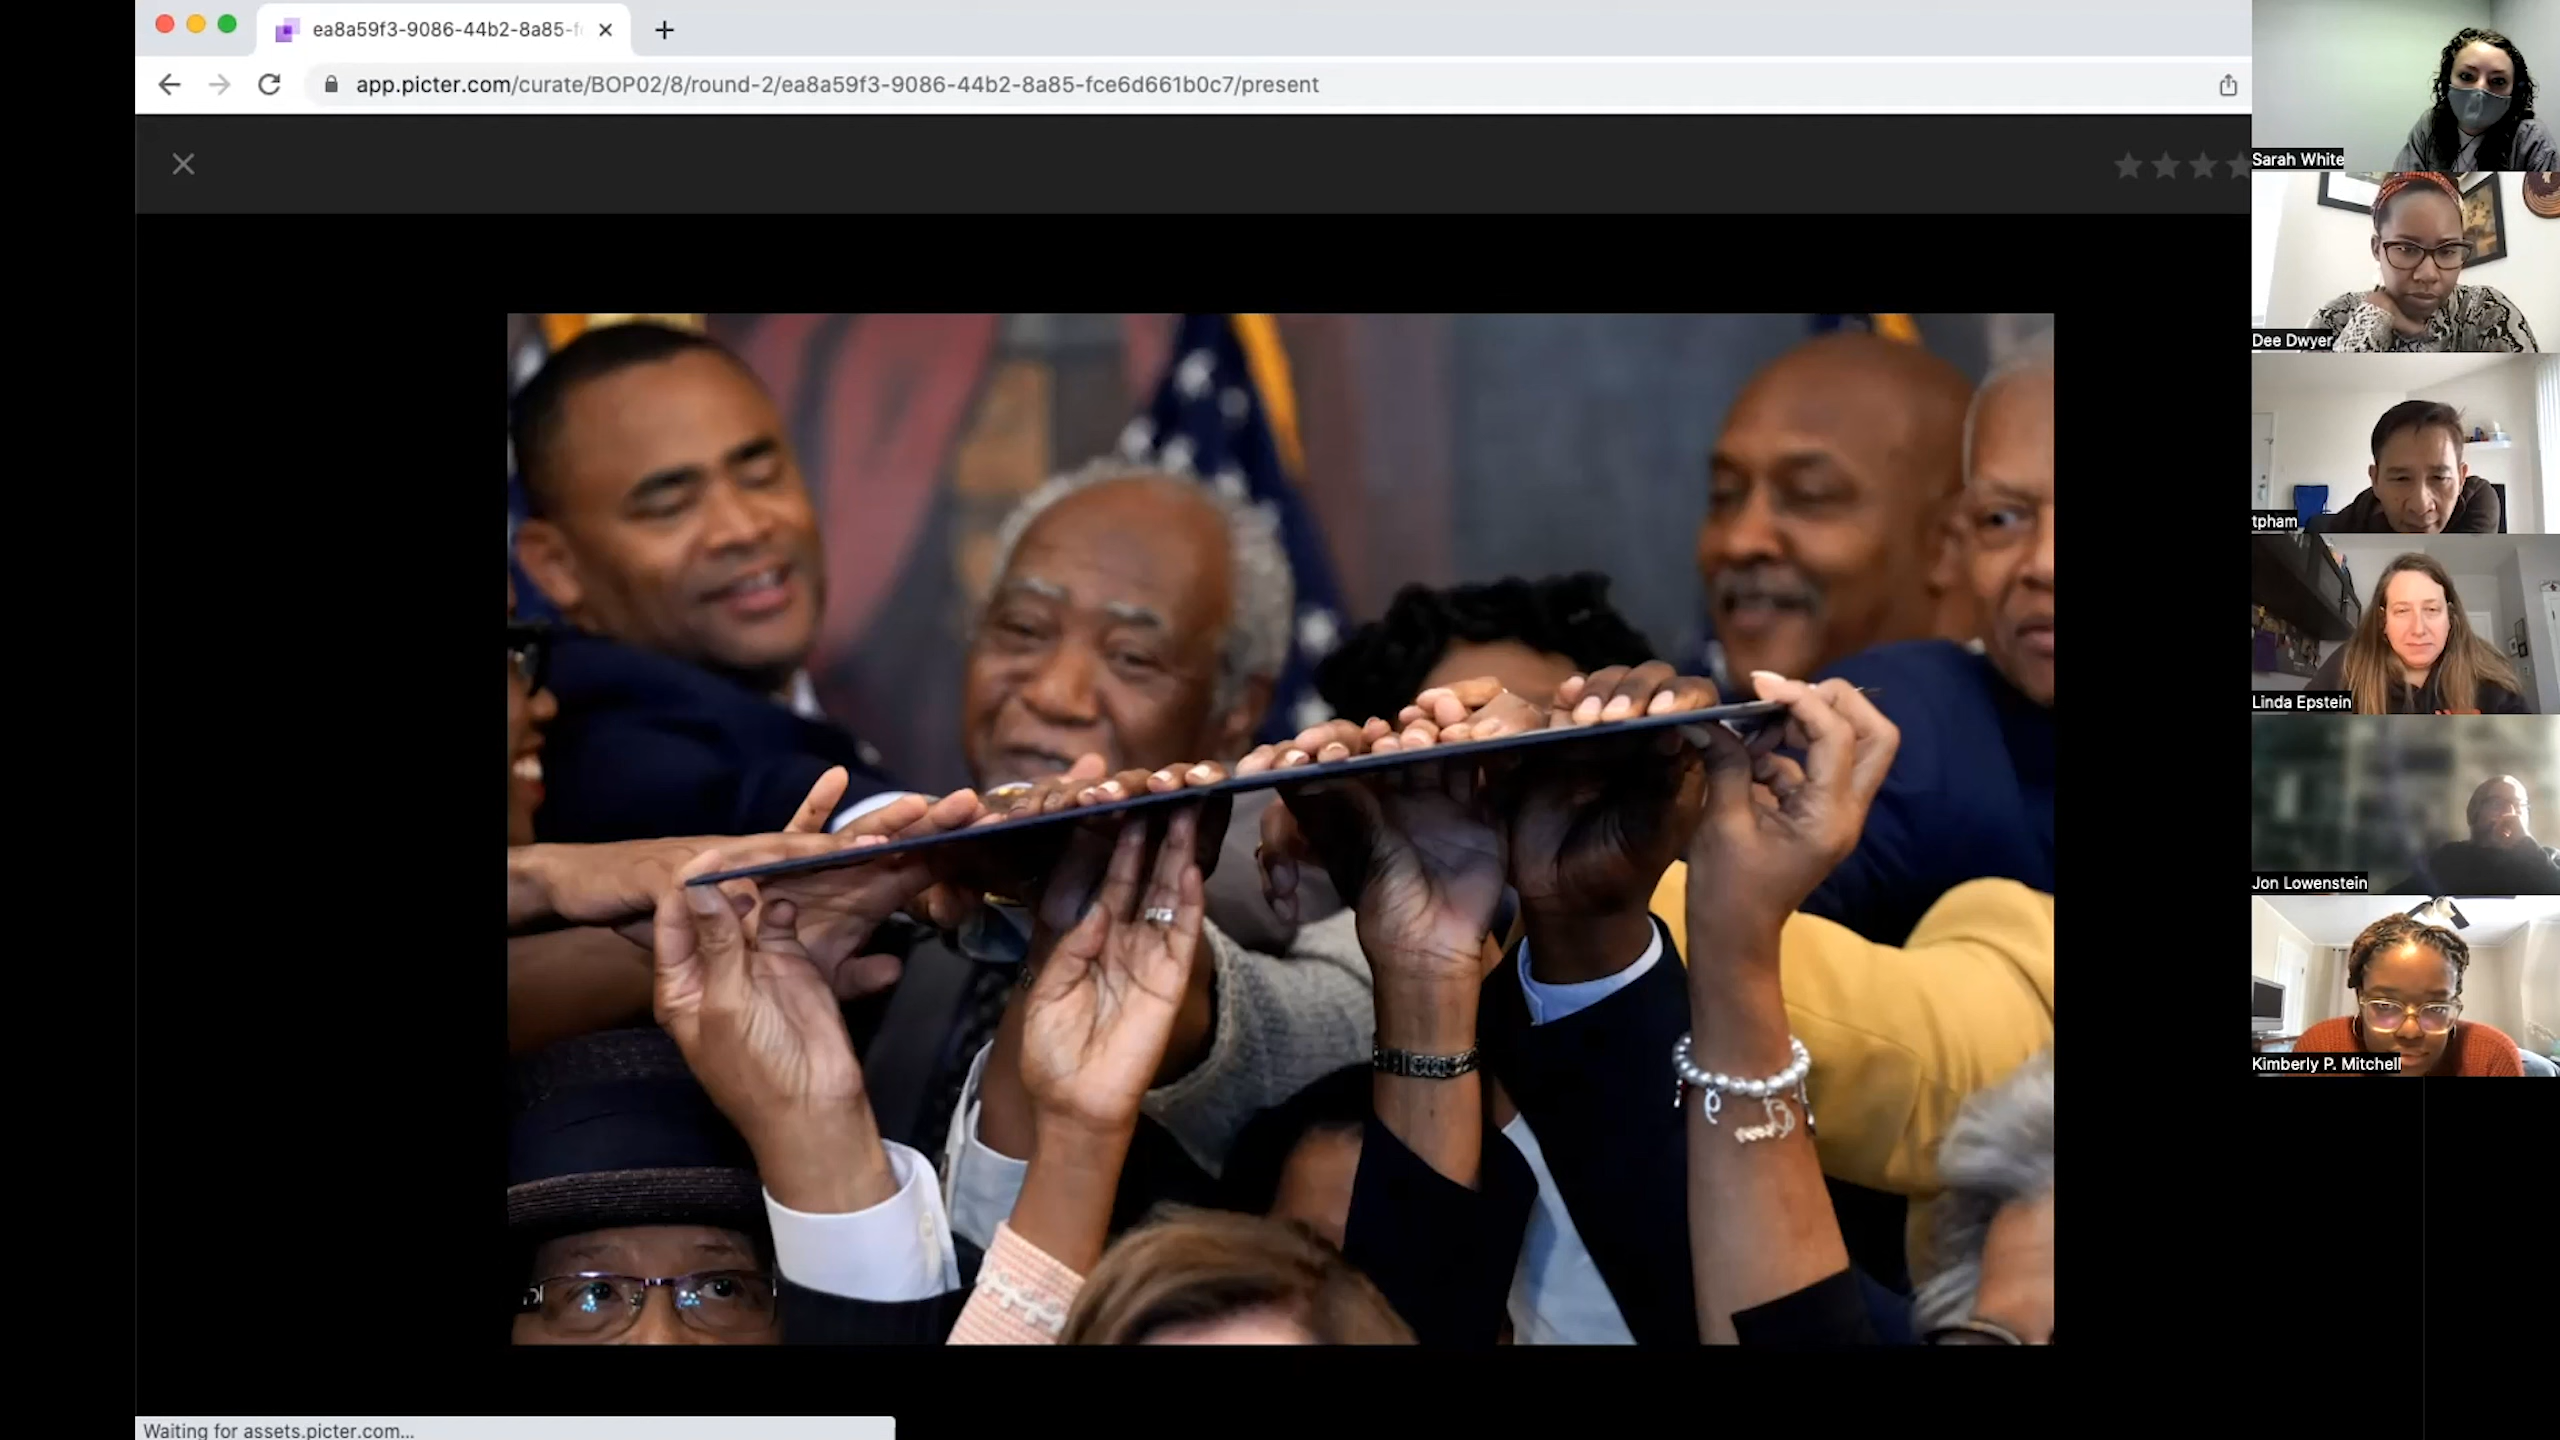 ea8a59f3-9086-44b2-8a85-f
app.picter.com/curate/BOP02/8/round-2/ea8a59f3-9086-44b2-8a85-fce6d661b0c7/present
Sarah White
Dee Dwyer
tpham
Linda Epstein
Jon Lowenstein
Kimberly P. Mitchell
Waiting for assets.picter.com...